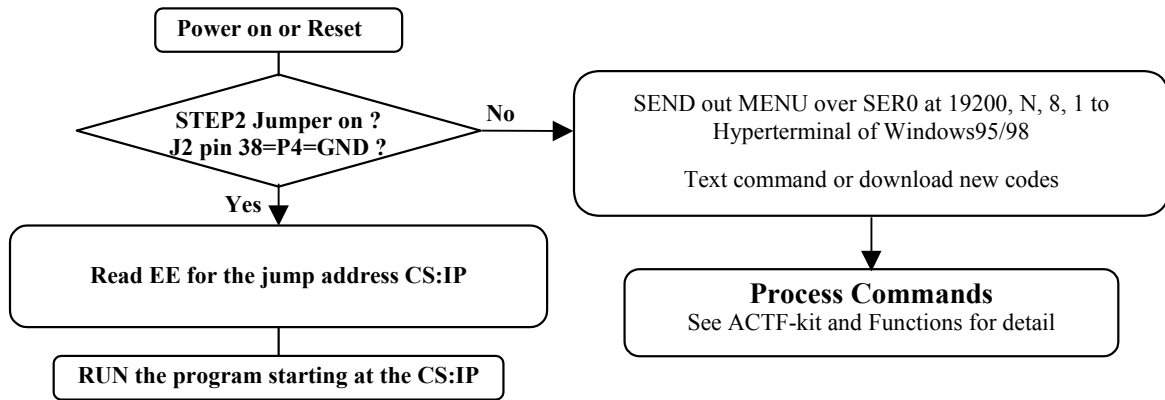 Power on or Reset
STEP2 Jumper on ?
J2 pin 38=P4=GND ?
No
SEND out MENU over SER0 at 19200, N, 8, 1 to
Hyperterminal of Windows95/98
Text command or download new codes
Yes
Read EE for the jump address CS:IP
Process Commands
See ACTF-kit and Functions for detail
RUN the program starting at the CS:IP